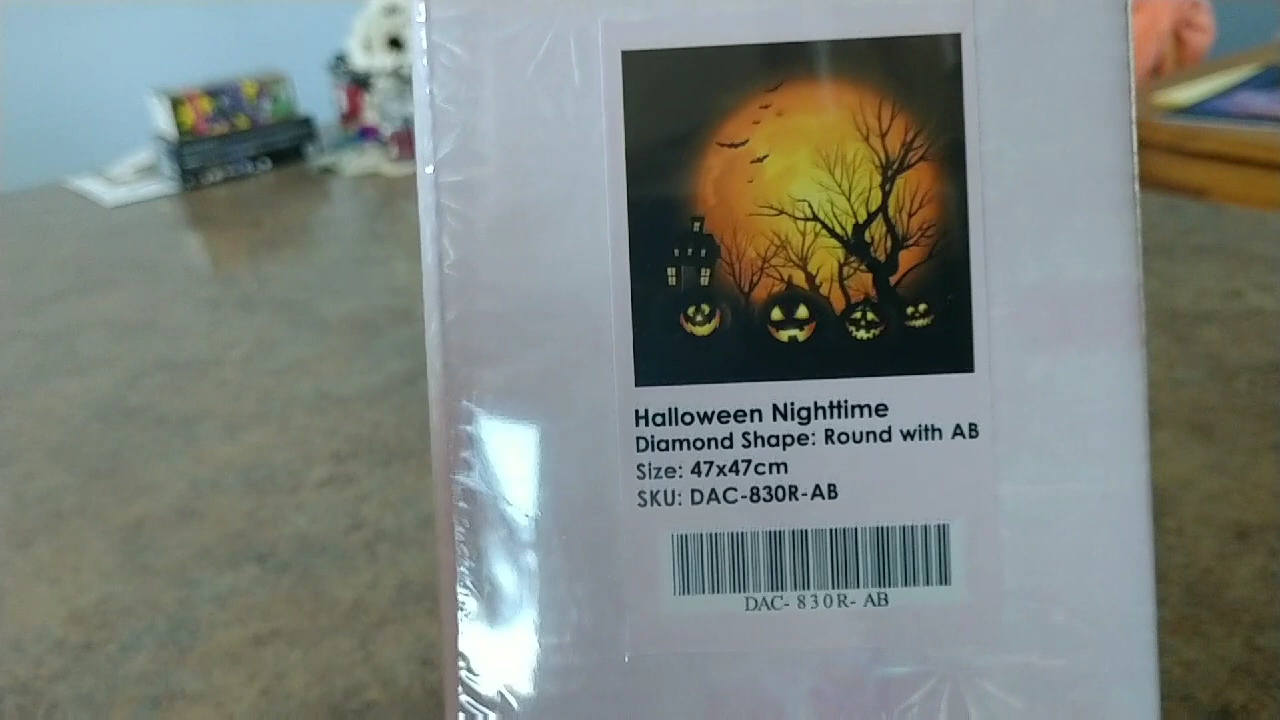 Halloween Nighttime
Diamond Shape: Round with AB
Size: 47x47cm
SKU: DAC-830R-AB
DAC- 830R- AB